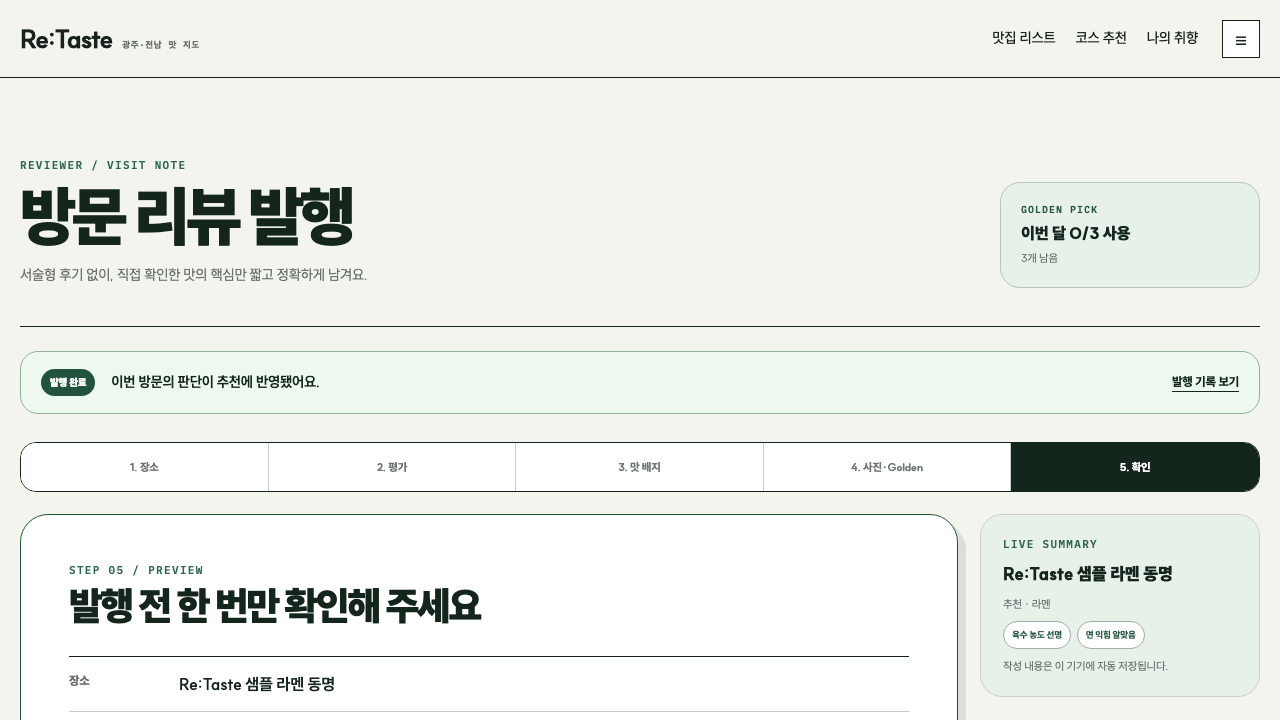 Re:Taste 광주·전남 맛 지도
맛집 리스트 코스 추천 나의 취향
REVIEWER / VISIT NOTE
방문 리뷰 발행
서술형 후기 없이, 직접 확인한 맛의 핵심만 짧고 정확하게 남겨요.
GOLDEN PICK
이번 달 0/3 사용
3개 남음
발행 완료 이번 방문의 판단이 추천에 반영됐어요. 발행 기록 보기
1. 장소 2. 평가 3. 맛 배지 4. 사진·Golden 5. 확인
STEP 05 / PREVIEW
발행 전 한 번만 확인해 주세요
장소 Re:Taste 샘플 라멘 동명
LIVE SUMMARY
Re:Taste 샘플 라멘 동명
추천 · 라멘
육수 농도 선명 면 익힘 알맞음
작성 내용은 이 기기에 자동 저장됩니다.